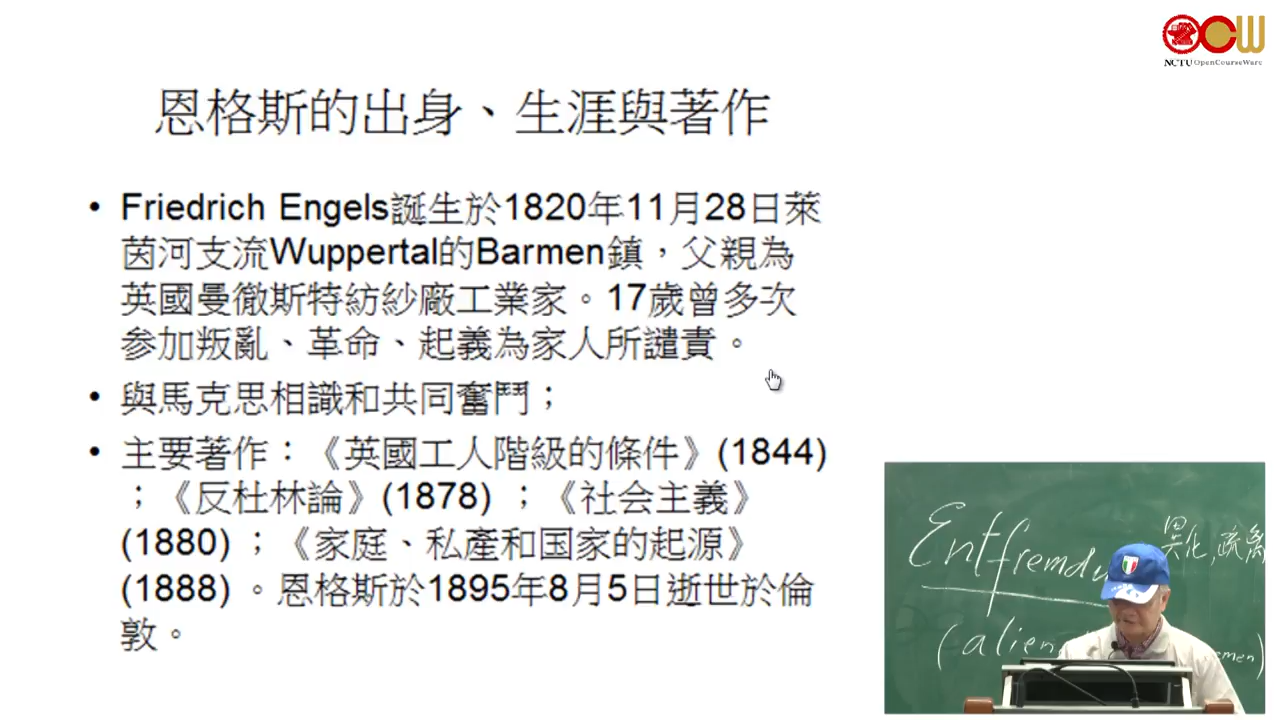 OCW
NCTU OpenCourseWare
恩格斯的出身、生涯與著作
• Friedrich Engels誕生於1820年11月28日萊
茵河支流Wuppertal的Barmen鎮，父親為
英國曼徹斯特紡紗廠工業家。17歲曾多次
參加叛亂、革命、起義為家人所譴責。
• 與馬克思相識和共同奮鬥；
• 主要著作：《英國工人階級的條件》(1844)
；《反杜林論》(1878) ；《社会主義》
(1880)；《家庭、私產和国家的起源》
(1888) 。恩格斯於1895年8月5日逝世於倫
敦。
Entfremdu
異化,疏離
(alien
emen)